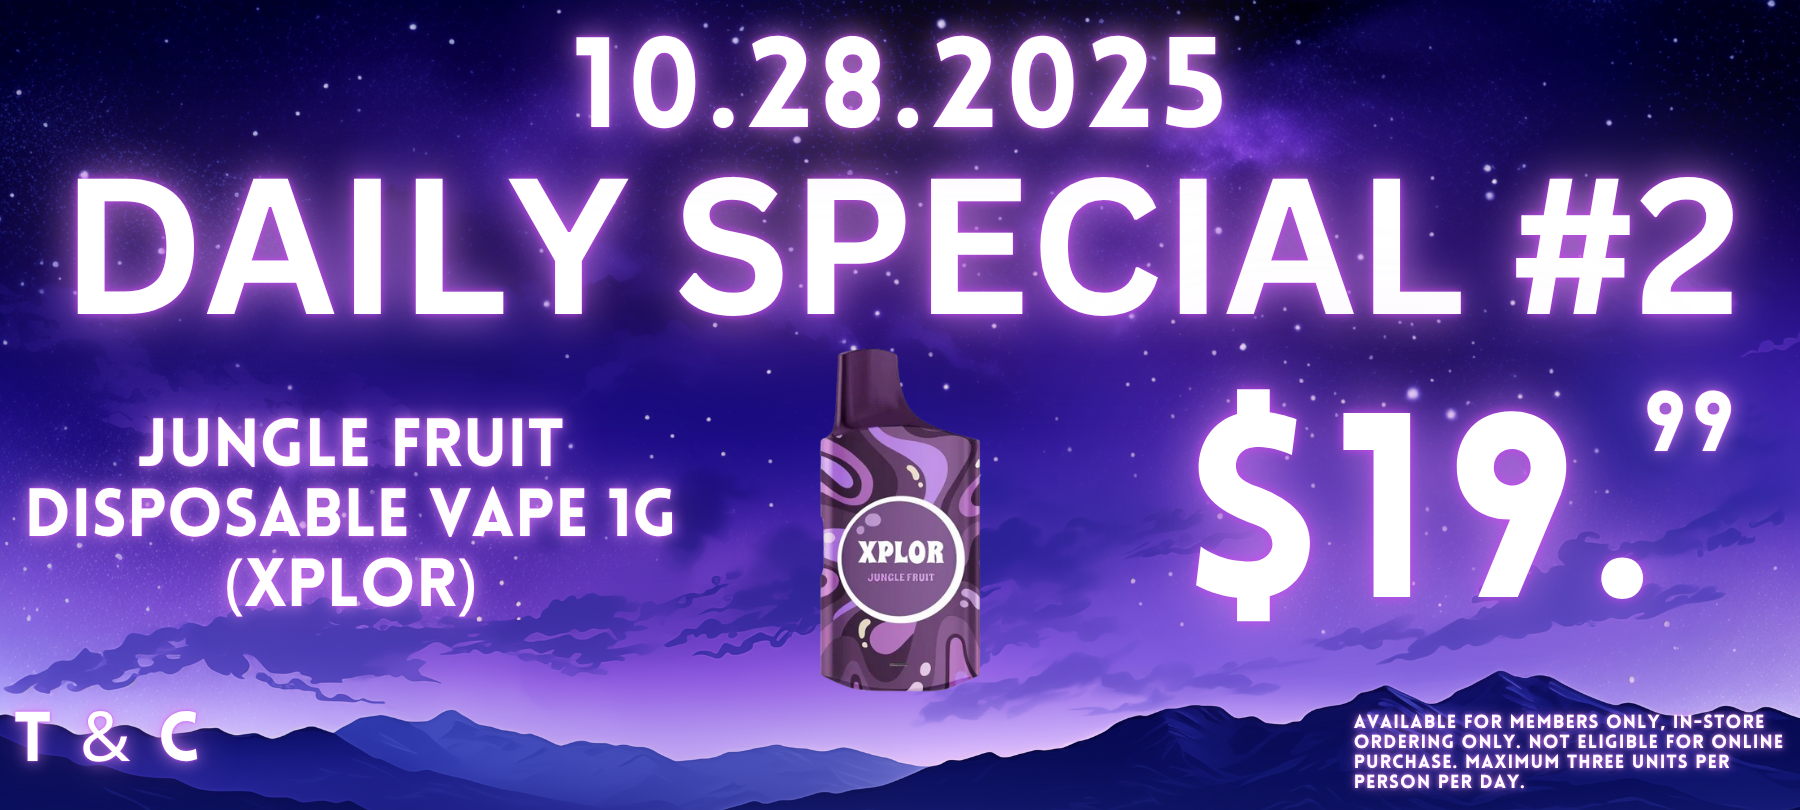 10.28.2025
DAILY SPECIAL #2
JUNGLE FRUIT
DISPOSABLE VAPE 1G
(XPLOR)
XPLOR
JUNGLE FRUIT
$19.99
T & C
AVAILABLE FOR MEMBERS ONLY, IN-STORE
ORDERING ONLY. NOT ELIGIBLE FOR ONLINE
PURCHASE. MAXIMUM THREE UNITS PER
PERSON PER DAY.